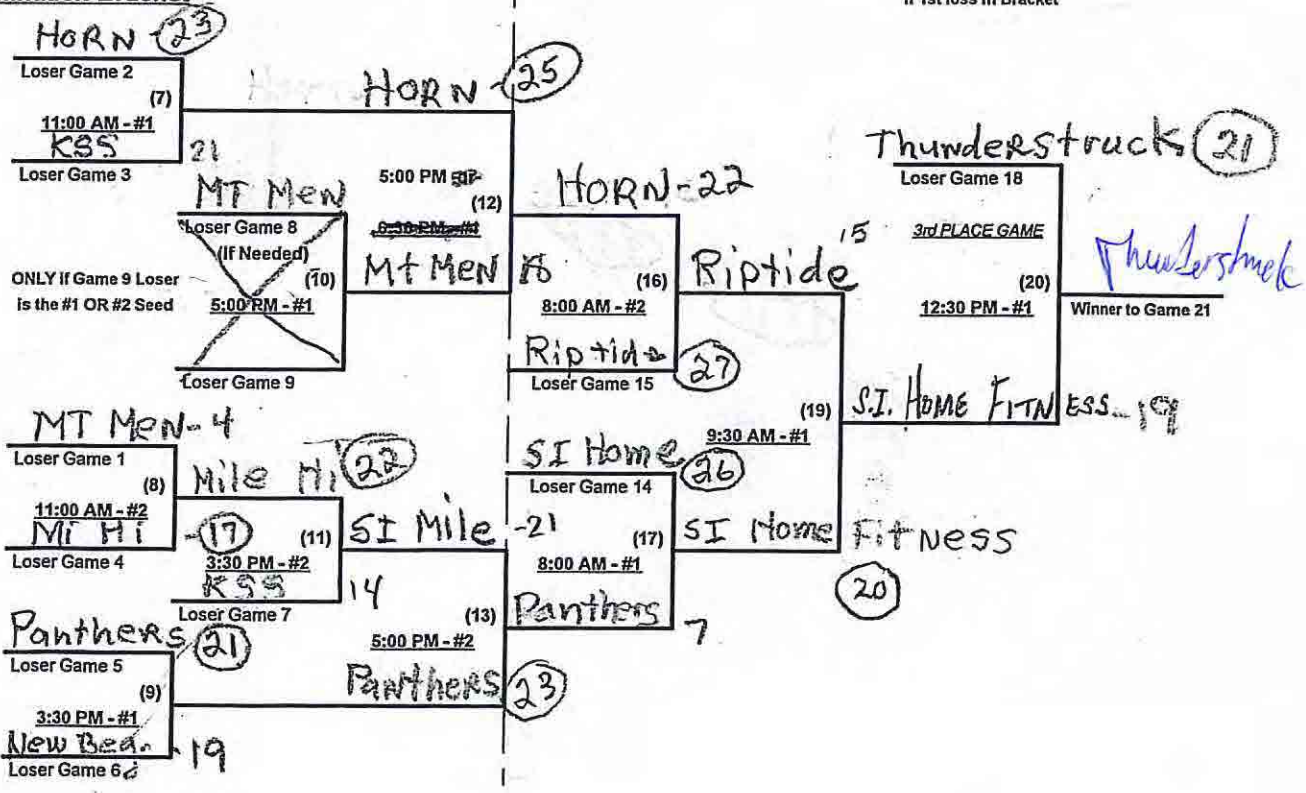 If 1st loss in Bracket
HORN - 23
Loser Game 2
(7)
11:00 AM - #1
KSS 21
Loser Game 3
HORN - 25
MT MeN
Loser Game 8
(If Needed)
(10)
5:00 PM - #1
Loser Game 9
ONLY if Game 9 Loser
is the #1 OR #2 Seed
5:00 PM
(12)
Mt MeN
HORN-22
(16)
8:00 AM - #2
Riptide 27
Loser Game 15
Riptide 15
MT MeN- 4
Loser Game 1
(8)
11:00 AM - #2
Mi Hi - 17
Loser Game 4
Mile Hi 22
(11)
3:30 PM - #2
KSS 14
Loser Game 7
SI Mile -21
(13)
5:00 PM - #2
Panthers 23
Panthers 21
Loser Game 5
(9)
3:30 PM - #1
New Bed. - 19
Loser Game 6
SI Home 26
Loser Game 14
(17)
8:00 AM - #1
Panthers 7
SI Home Fitness
20
(19)
9:30 AM - #1
Thunderstruck 21
Loser Game 18
3rd PLACE GAME
(20)
12:30 PM - #1
S.I. HOME FITNESS - 19
Thunderstruck
Winner to Game 21